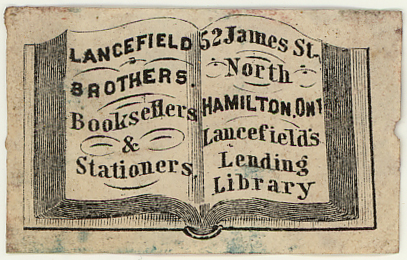 LANCEFIELD
BROTHERS.
Booksellers
&
Stationers.
52 James St.
North
HAMILTON, Ont
Lancefield's
Lending
Library